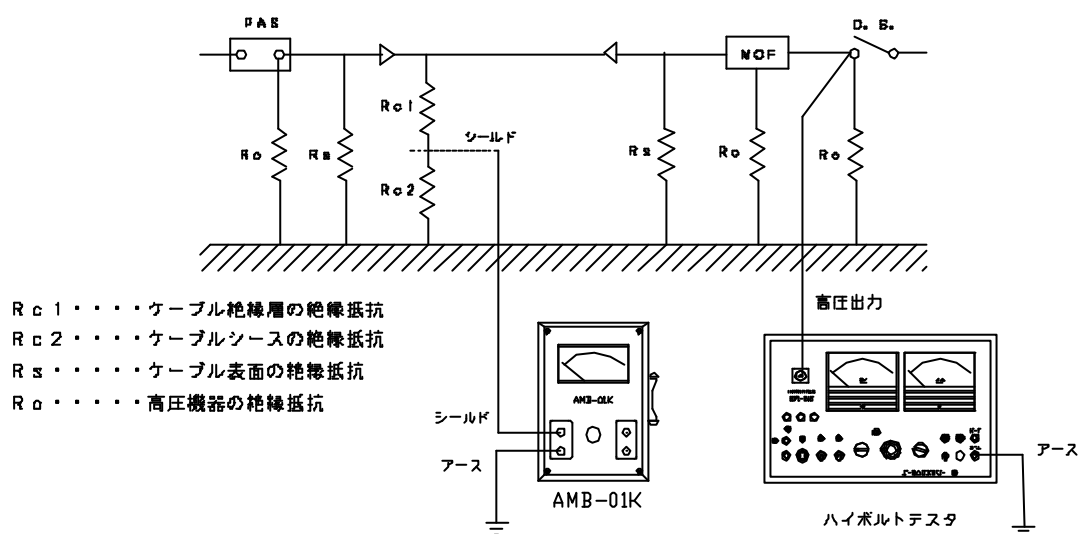 PAS
D. S.
MOF
Rc1
シールド
Ro
Rs
Rs
Ro
Ro
Rc2
Rc1・・・・ケーブル絶縁層の絶縁抵抗
Rc2・・・・ケーブルシースの絶縁抵抗
Rs・・・・・ケーブル表面の絶縁抵抗
Ro・・・・・高圧機器の絶縁抵抗
高圧出力
AMB-01K
シールド
アース
アース
AMB-01K
ハイボルトテスタ